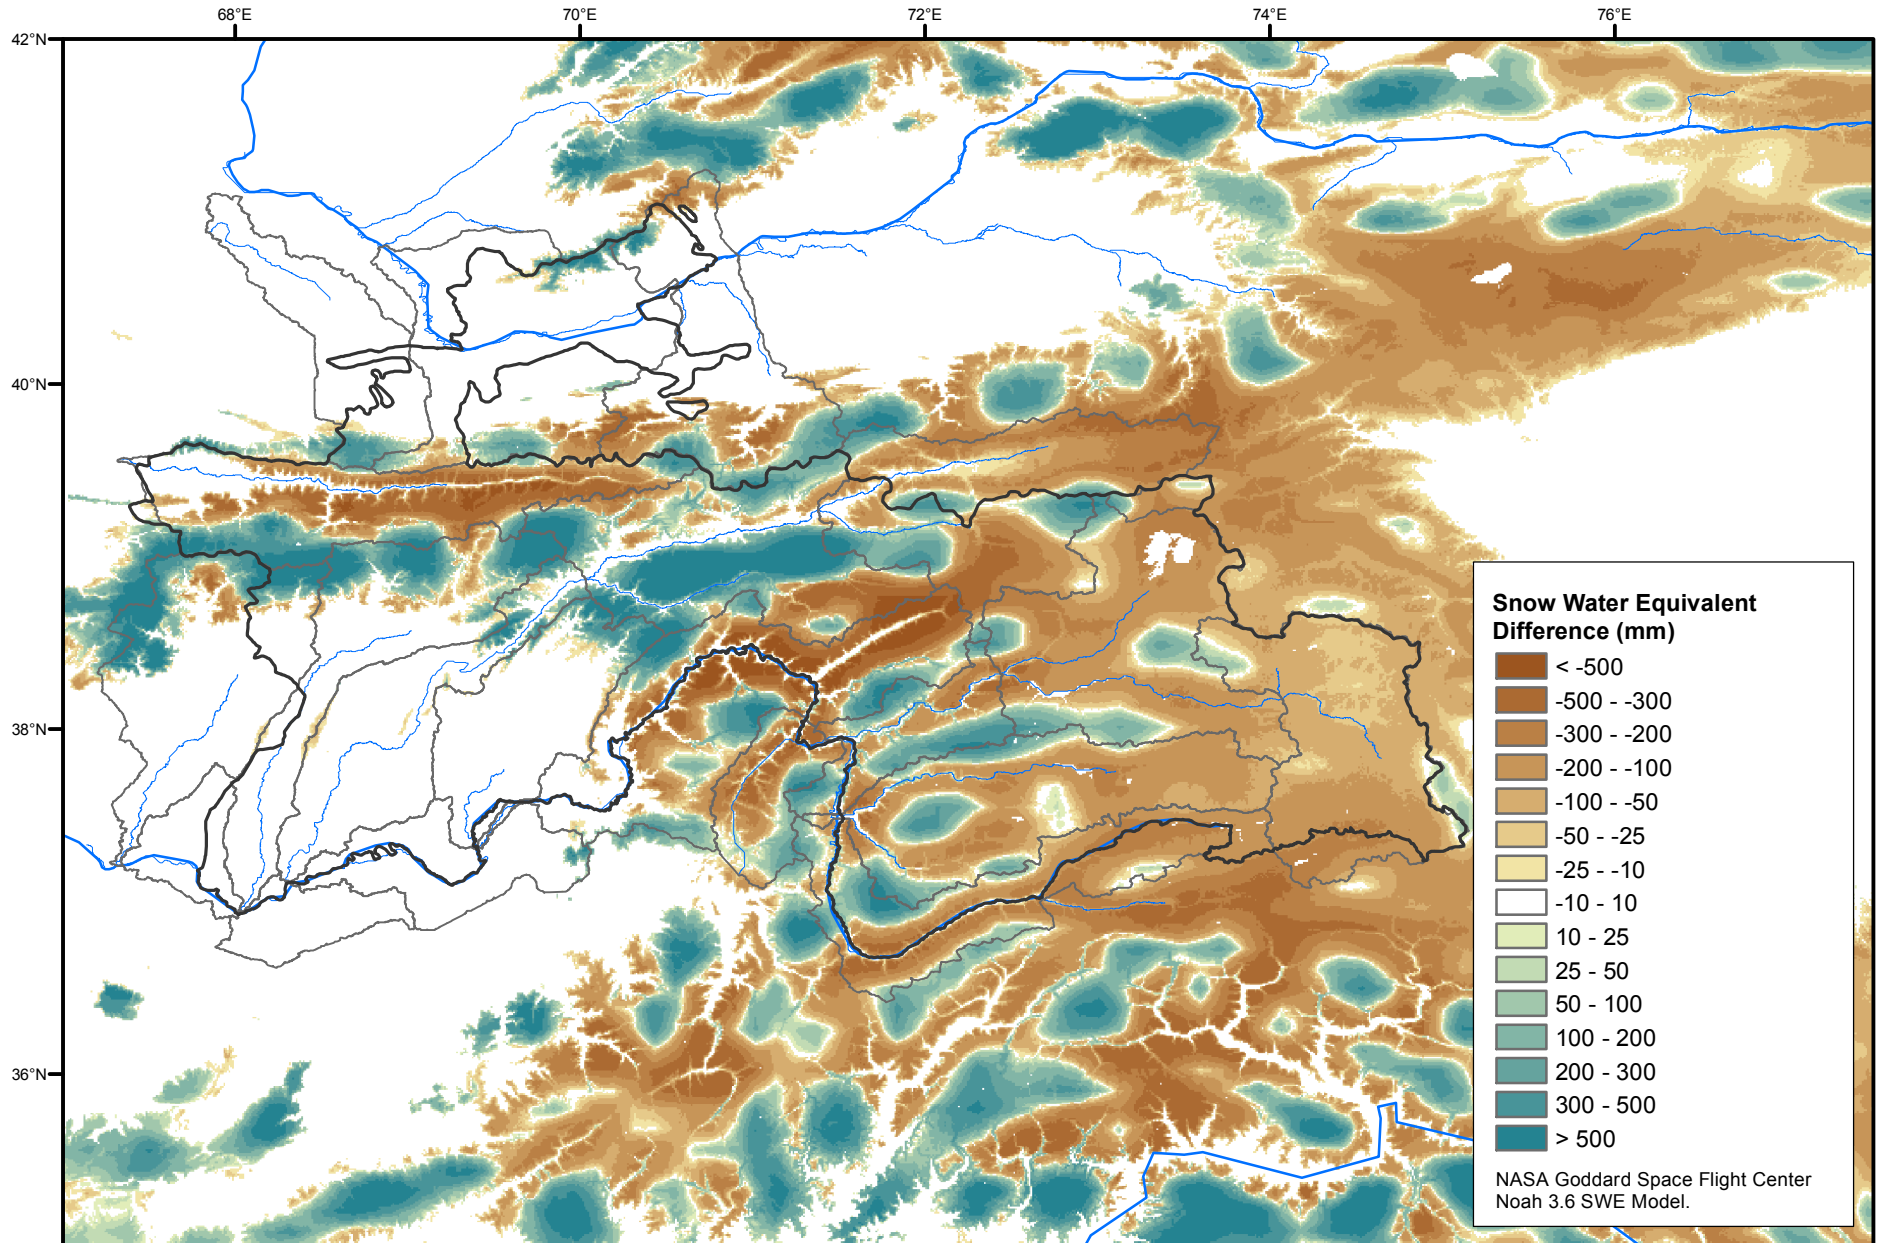 68°E
70°E
72°E
74°E
76°E
42°N
40°N
38°N
36°N
Snow Water Equivalent
Difference (mm)
< -500
-500 - -300
-300 - -200
-200 - -100
-100 - -50
-50 - -25
-25 - -10
-10 - 10
10 - 25
25 - 50
50 - 100
100 - 200
200 - 300
300 - 500
> 500
NASA Goddard Space Flight Center
Noah 3.6 SWE Model.